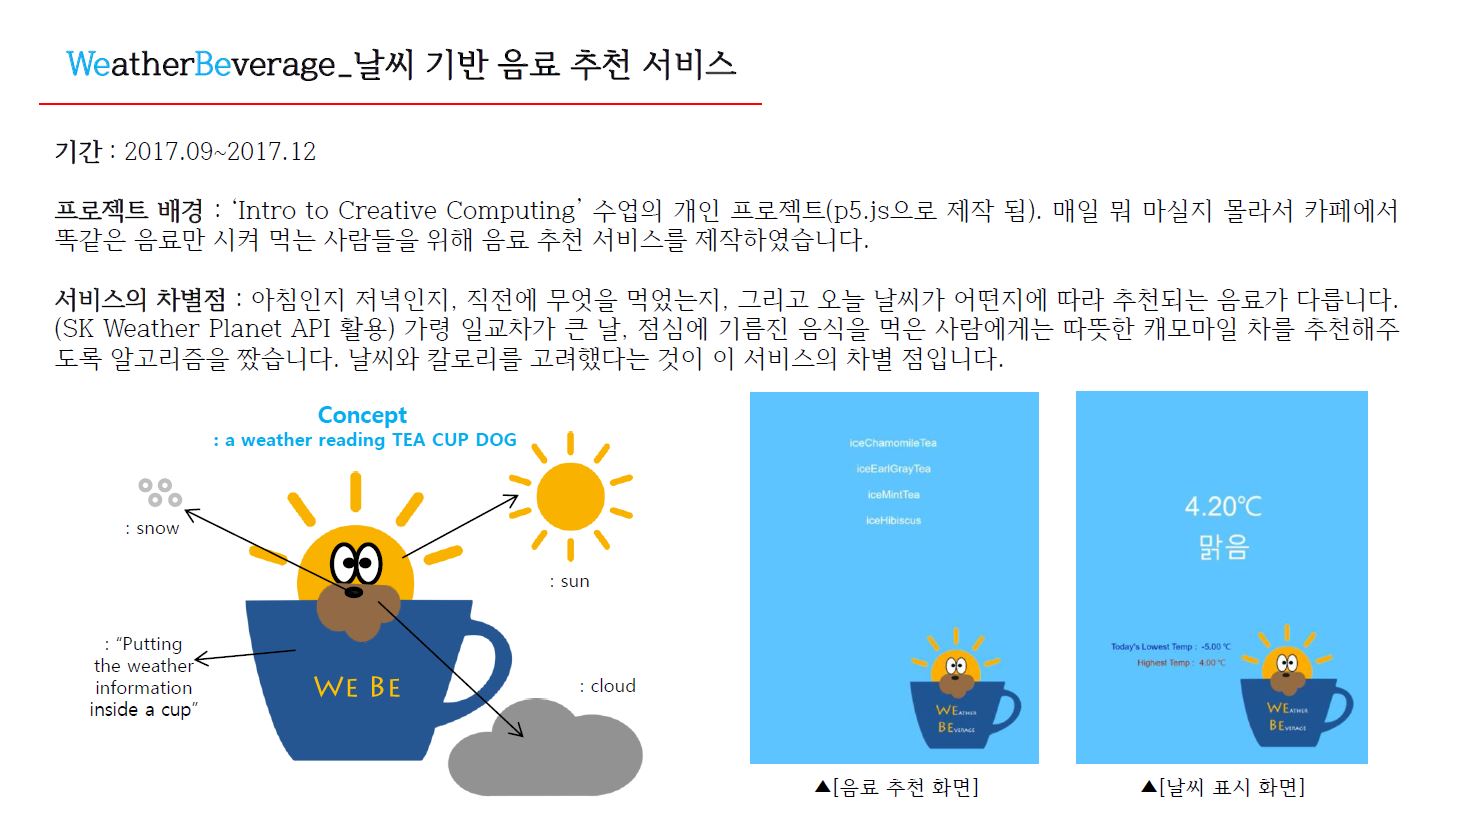 WeatherBeverage_날씨 기반 음료 추천 서비스
기간 : 2017.09~2017.12
프로젝트 배경 : ‘Intro to Creative Computing’ 수업의 개인 프로젝트(p5.js으로 제작 됨). 매일 뭐 마실지 몰라서 카페에서
똑같은 음료만 시켜 먹는 사람들을 위해 음료 추천 서비스를 제작하였습니다.
서비스의 차별점 : 아침인지 저녁인지, 직전에 무엇을 먹었는지, 그리고 오늘 날씨가 어떤지에 따라 추천되는 음료가 다릅니다.
(SK Weather Planet API 활용) 가령 일교차가 큰 날, 점심에 기름진 음식을 먹은 사람에게는 따뜻한 캐모마일 차를 추천해주
도록 알고리즘을 짰습니다. 날씨와 칼로리를 고려했다는 것이 이 서비스의 차별 점입니다.
Concept
: a weather reading TEA CUP DOG
: snow
: sun
: “Putting
the weather
information
inside a cup”
WE BE
: cloud
iceChamomileTea
iceEarlGrayTea
iceMintTea
iceHibiscus
WEATHER
BEVERAGE
▲[음료 추천 화면]
4.20℃
맑음
Today's Lowest Temp : -5.00 ℃
Highest Temp : 4.00 ℃
WEATHER
BEVERAGE
▲[날씨 표시 화면]